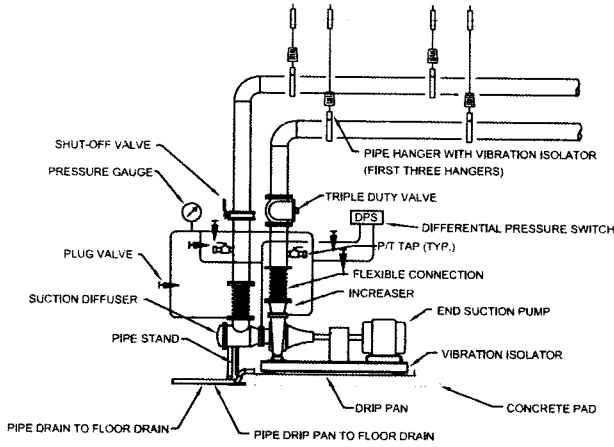 SHUT-OFF VALVE
PRESSURE GAUGE
PIPE HANGER WITH VIBRATION ISOLATOR
(FIRST THREE HANGERS)
TRIPLE DUTY VALVE
DPS
DIFFERENTIAL PRESSURE SWITCH
P/T TAP (TYP.)
PLUG VALVE
FLEXIBLE CONNECTION
INCREASER
SUCTION DIFFUSER
END SUCTION PUMP
PIPE STAND
VIBRATION ISOLATOR
DRIP PAN
CONCRETE PAD
PIPE DRAIN TO FLOOR DRAIN
PIPE DRIP PAN TO FLOOR DRAIN